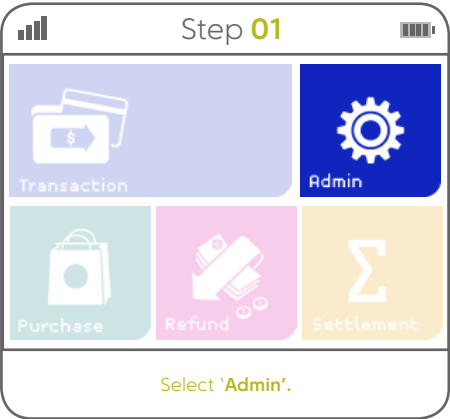 Step 01
Transaction
Admin
$
Purchase
Refund
Σ
Settlement
Select ‘Admin’.